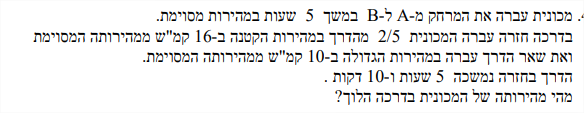 4. מכונית עברה את המרחק מ-A ל-B במשך 5 שעות במהירות מסוימת.
בדרכה חזרה עברה המכונית 2/5 מהדרך במהירות הקטנה ב-16 קמ"ש ממהירותה המסוימת
ואת שאר הדרך עברה במהירות הגדולה ב-10 קמ"ש ממהירותה המסוימת.
הדרך בחזרה נמשכה 5 שעות ו-10 דקות .
מהי מהירותה של המכונית בדרכה הלוך?